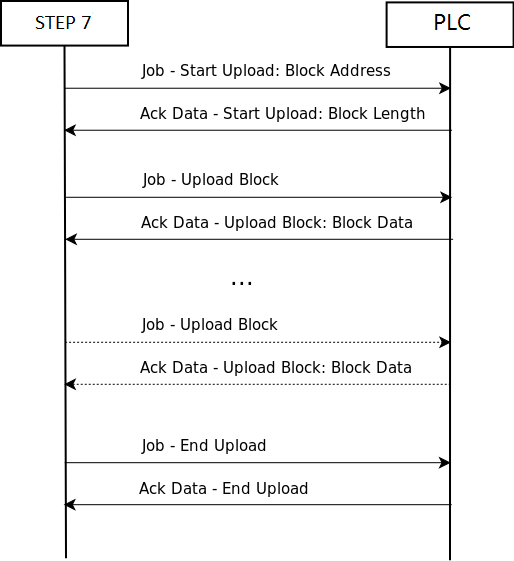 STEP 7
PLC
Job - Start Upload: Block Address
Ack Data - Start Upload: Block Length
Job - Upload Block
Ack Data - Upload Block: Block Data
...
Job - Upload Block
Ack Data - Upload Block: Block Data
Job - End Upload
Ack Data - End Upload